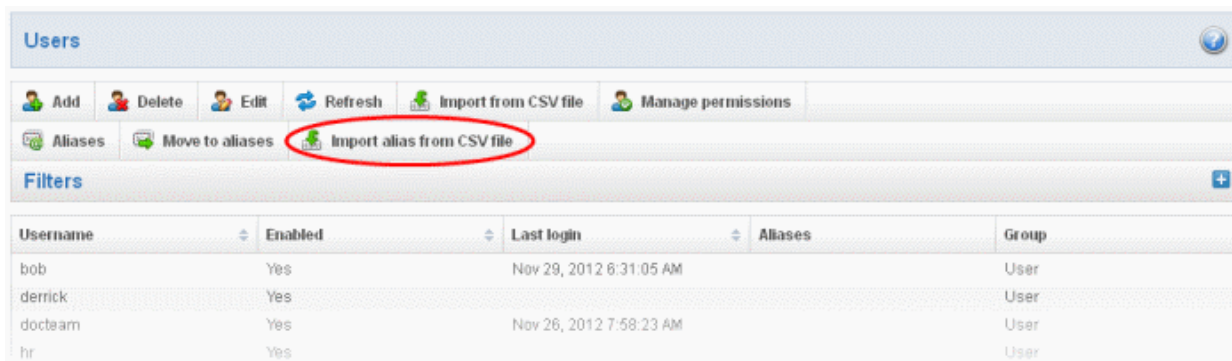 Users
Add Delete Edit Refresh Import from CSV file Manage permissions
Aliases Move to aliases Import alias from CSV file
Filters
Username Enabled Last login Aliases Group
bob Yes Nov 29, 2012 6:31:05 AM User
derrick Yes User
docteam Yes Nov 26, 2012 7:58:23 AM User
hr Yes User